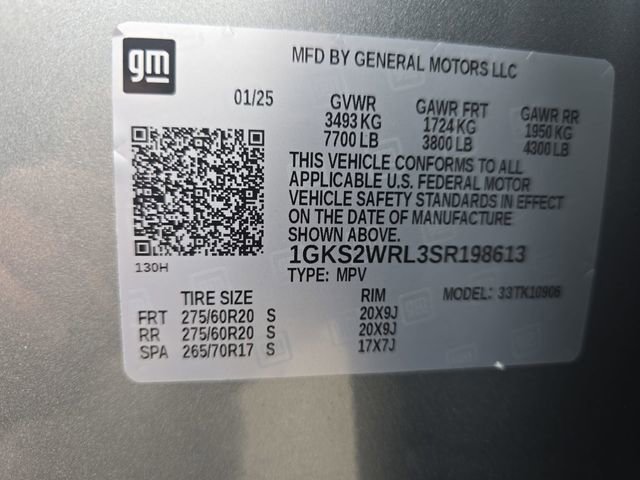 gm
MFD BY GENERAL MOTORS LLC
01/25 GVWR GAWR FRT GAWR RR
3493 KG 1724 KG 1950 KG
7700 LB 3800 LB 4300 LB
THIS VEHICLE CONFORMS TO ALL
APPLICABLE U.S. FEDERAL MOTOR
VEHICLE SAFETY STANDARDS IN EFFECT
ON THE DATE OF MANUFACTURE
SHOWN ABOVE.
1GKS2WRL3SR198613
130H
TYPE: MPV
TIRE SIZE RIM MODEL: 33TK10906
FRT 275/60R20 S 20X9J
RR 275/60R20 S 20X9J
SPA 265/70R17 S 17X7J